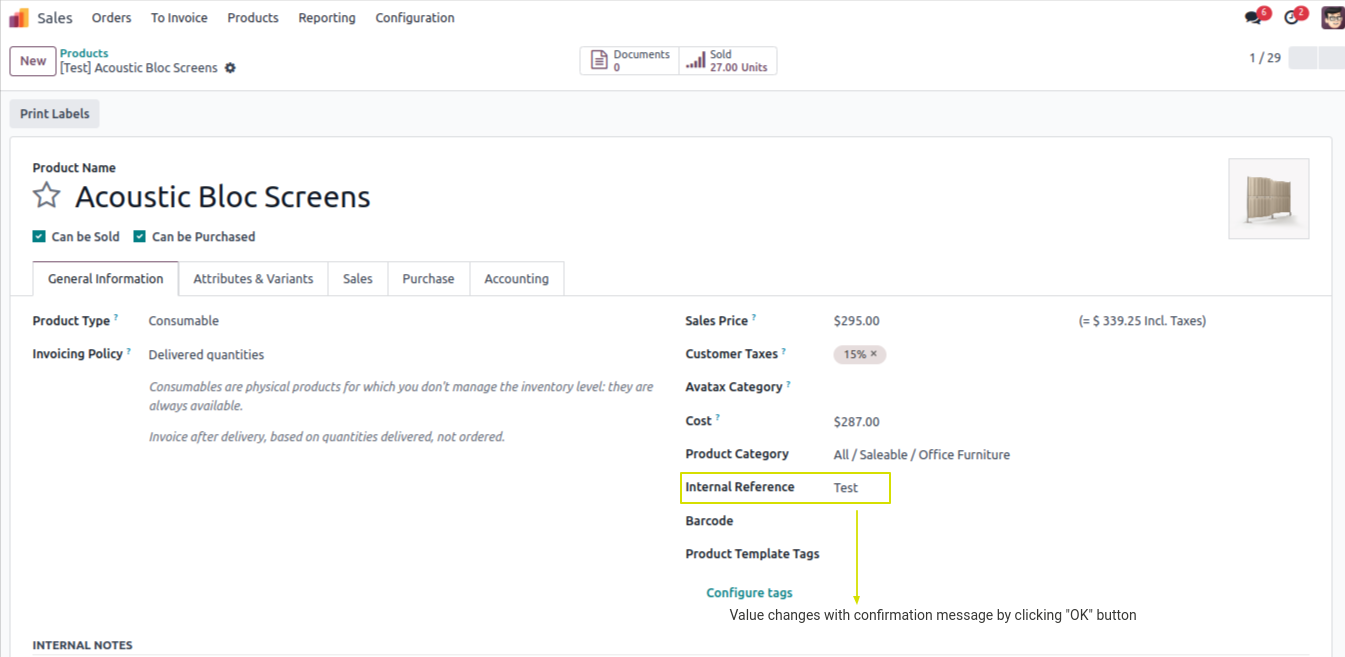 Sales Orders To Invoice Products Reporting Configuration 6 2
New Products Documents 0 Sold 27.00 Units 1 / 29
[Test] Acoustic Bloc Screens
Print Labels
Product Name
Acoustic Bloc Screens
Can be Sold Can be Purchased
General Information Attributes & Variants Sales Purchase Accounting
Product Type ? Consumable
Invoicing Policy ? Delivered quantities
Consumables are physical products for which you don't manage the inventory level: they are
always available.
Invoice after delivery, based on quantities delivered, not ordered.
Sales Price ? $295.00 (= $ 339.25 Incl. Taxes)
Customer Taxes ? 15% ×
Avatax Category ?
Cost ? $287.00
Product Category All / Saleable / Office Furniture
Internal Reference Test
Barcode
Product Template Tags
Configure tags
Value changes with confirmation message by clicking "OK" button
INTERNAL NOTES